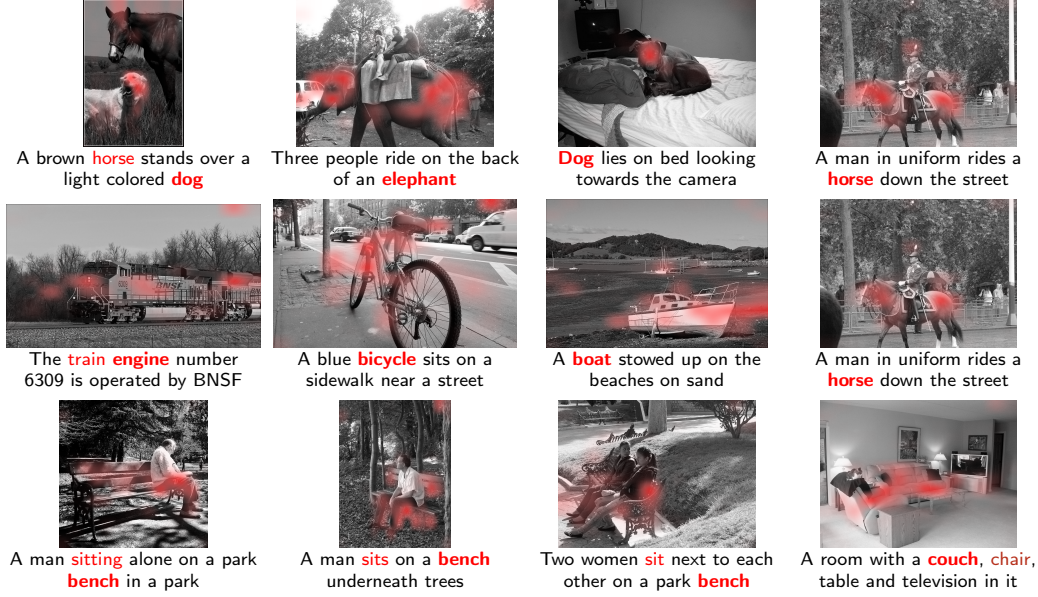 A brown horse stands over a
light colored dog
Three people ride on the back
of an elephant
Dog lies on bed looking
towards the camera
A man in uniform rides a
horse down the street
BNSF
The train engine number
6309 is operated by BNSF
A blue bicycle sits on a
sidewalk near a street
A boat stowed up on the
beaches on sand
A man in uniform rides a
horse down the street
A man sitting alone on a park
bench in a park
A man sits on a bench
underneath trees
Two women sit next to each
other on a park bench
A room with a couch, chair,
table and television in it